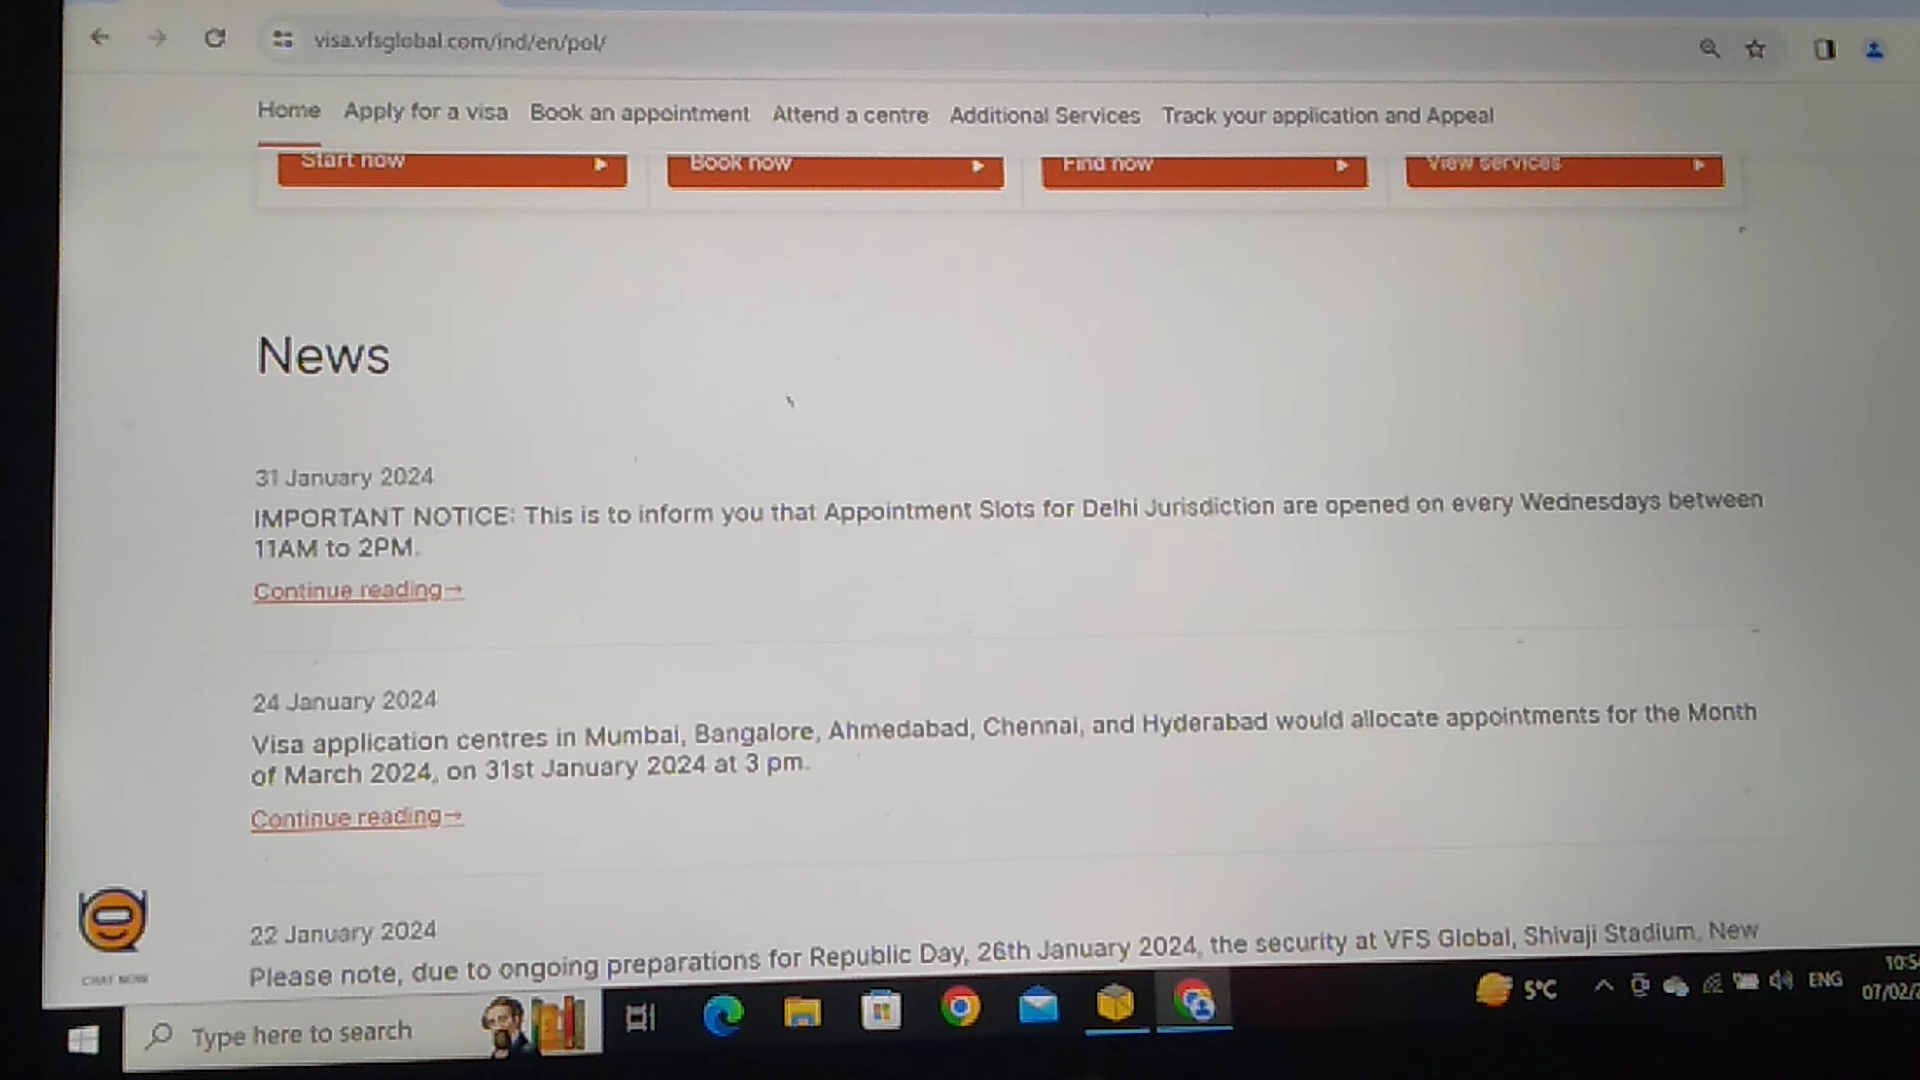 visa.vfsglobal.com/ind/en/pol/
Home Apply for a visa Book an appointment Attend a centre Additional Services Track your application and Appeal
Start now Book now Find now View services
News
31 January 2024
IMPORTANT NOTICE: This is to inform you that Appointment Slots for Delhi Jurisdiction are opened on every Wednesdays between
11AM to 2PM.
Continue reading→
24 January 2024
Visa application centres in Mumbai, Bangalore, Ahmedabad, Chennai, and Hyderabad would allocate appointments for the Month
of March 2024, on 31st January 2024 at 3 pm.
Continue reading→
22 January 2024
Please note, due to ongoing preparations for Republic Day, 26th January 2024, the security at VFS Global, Shivaji Stadium, New
CHAT NOW
Type here to search
5°C
ENG
10:5
07/02/